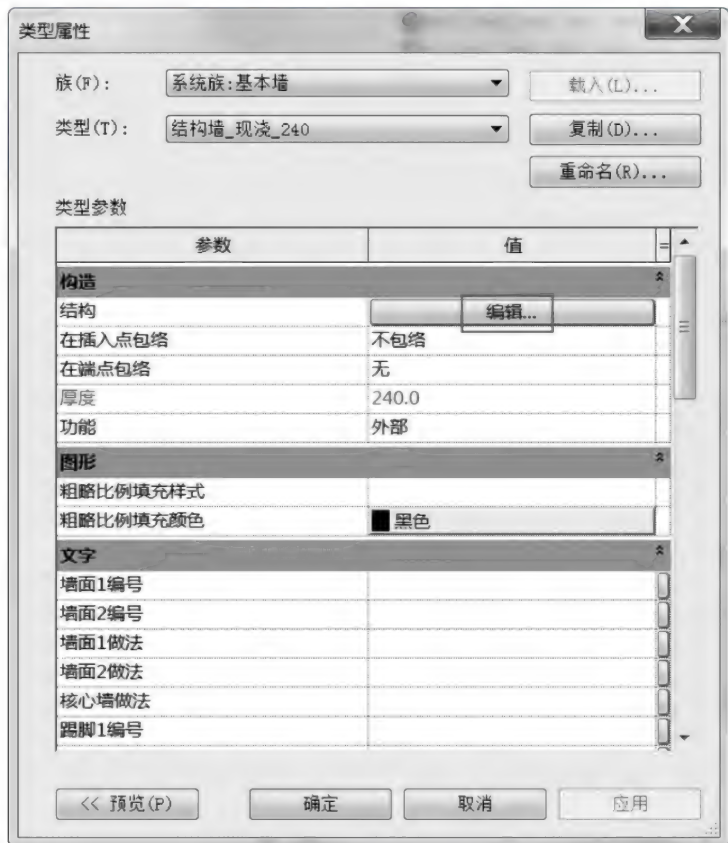 类型属性
族(F): 系统族:基本墙 载入(L)...
类型(T): 结构墙_现浇_240 复制(D)...
重命名(R)...
类型参数
参数 值 =
构造
结构 编辑...
在插入点包络 不包络
在端点包络 无
厚度 240.0
功能 外部
图形
粗略比例填充样式
粗略比例填充颜色 黑色
文字
墙面1编号
墙面2编号
墙面1做法
墙面2做法
核心墙做法
踢脚1编号
<< 预览(P) 确定 取消 应用